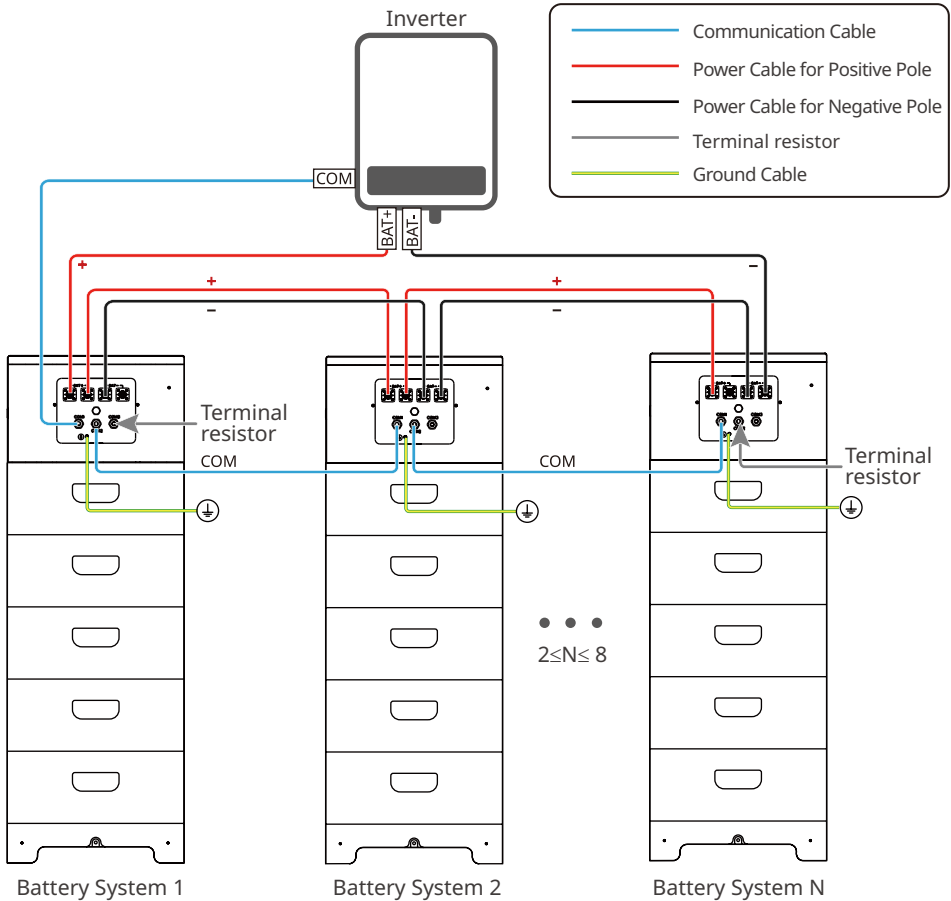 Inverter
Communication Cable
Power Cable for Positive Pole
Power Cable for Negative Pole
Terminal resistor
Ground Cable
COM
BAT+
BAT-
+
−
+
−
+
−
Terminal
resistor
COM
COM
Terminal
resistor
2≤N≤ 8
Battery System 1
Battery System 2
Battery System N